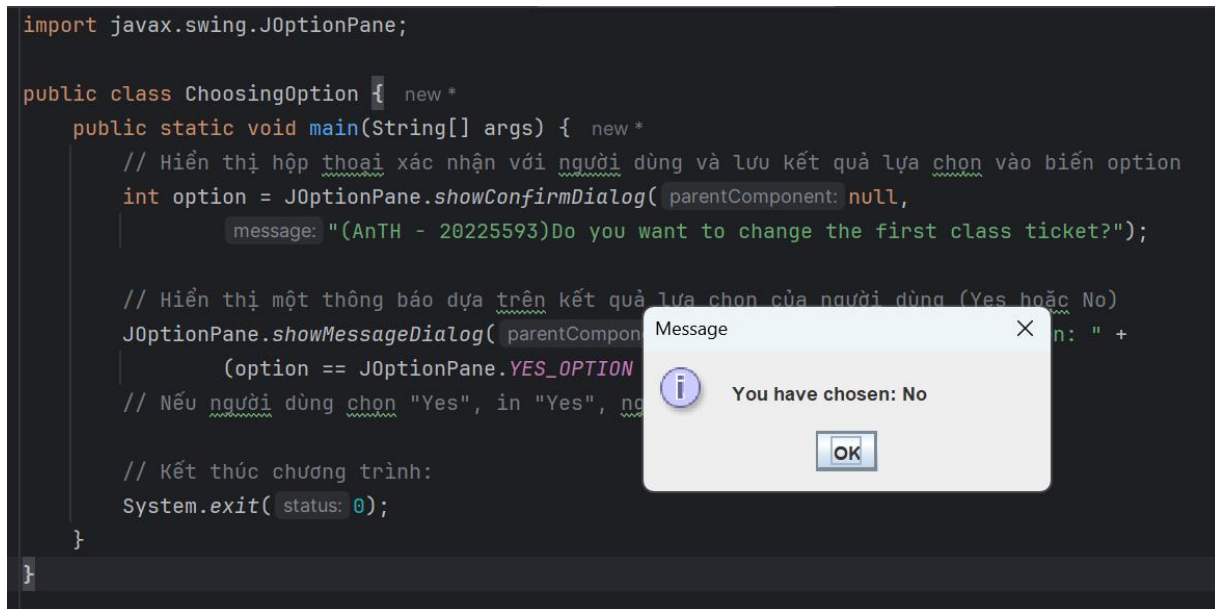 import javax.swing.JOptionPane;
public class ChoosingOption { new *
public static void main(String[] args) { new *
// Hiển thị hộp thoại xác nhận với người dùng và lưu kết quả lựa chọn vào biến option
int option = JOptionPane.showConfirmDialog( parentComponent: null,
message: "(AnTH - 20225593)Do you want to change the first class ticket?");
// Hiển thị một thông báo dựa trên kết quả lựa chọn của người dùng (Yes hoặc No)
JOptionPane.showMessageDialog( n: " +
(option == JOptionPane.YES_OPTION
// Nếu người dùng chọn "Yes", in "Yes",
// Kết thúc chương trình:
System.exit( status: 0);
}
}
Message
You have chosen: No
OK